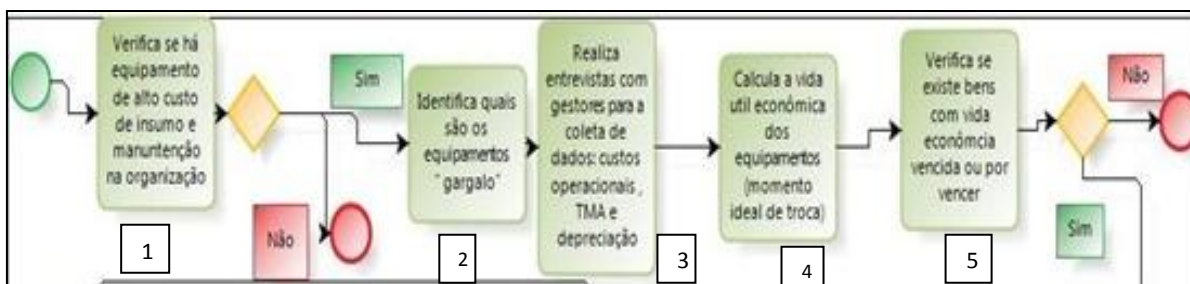 Verifica se há
equipamento
de alto custo
de insumo e
manuntenção
na organização
1
Sim
Não
Identifica quais
são os
equipamentos
"gargalo"
2
Realiza
entrevistas com
gestores para a
coleta de
dados: custos
operacionais ,
TMA e
depreciação
3
Calcula a vida
util económica
dos
equipamentos
(momento
ideal de troca)
4
Verifica se
existe bens
com vida
económcia
vencida ou por
vencer
5
Não
Sim